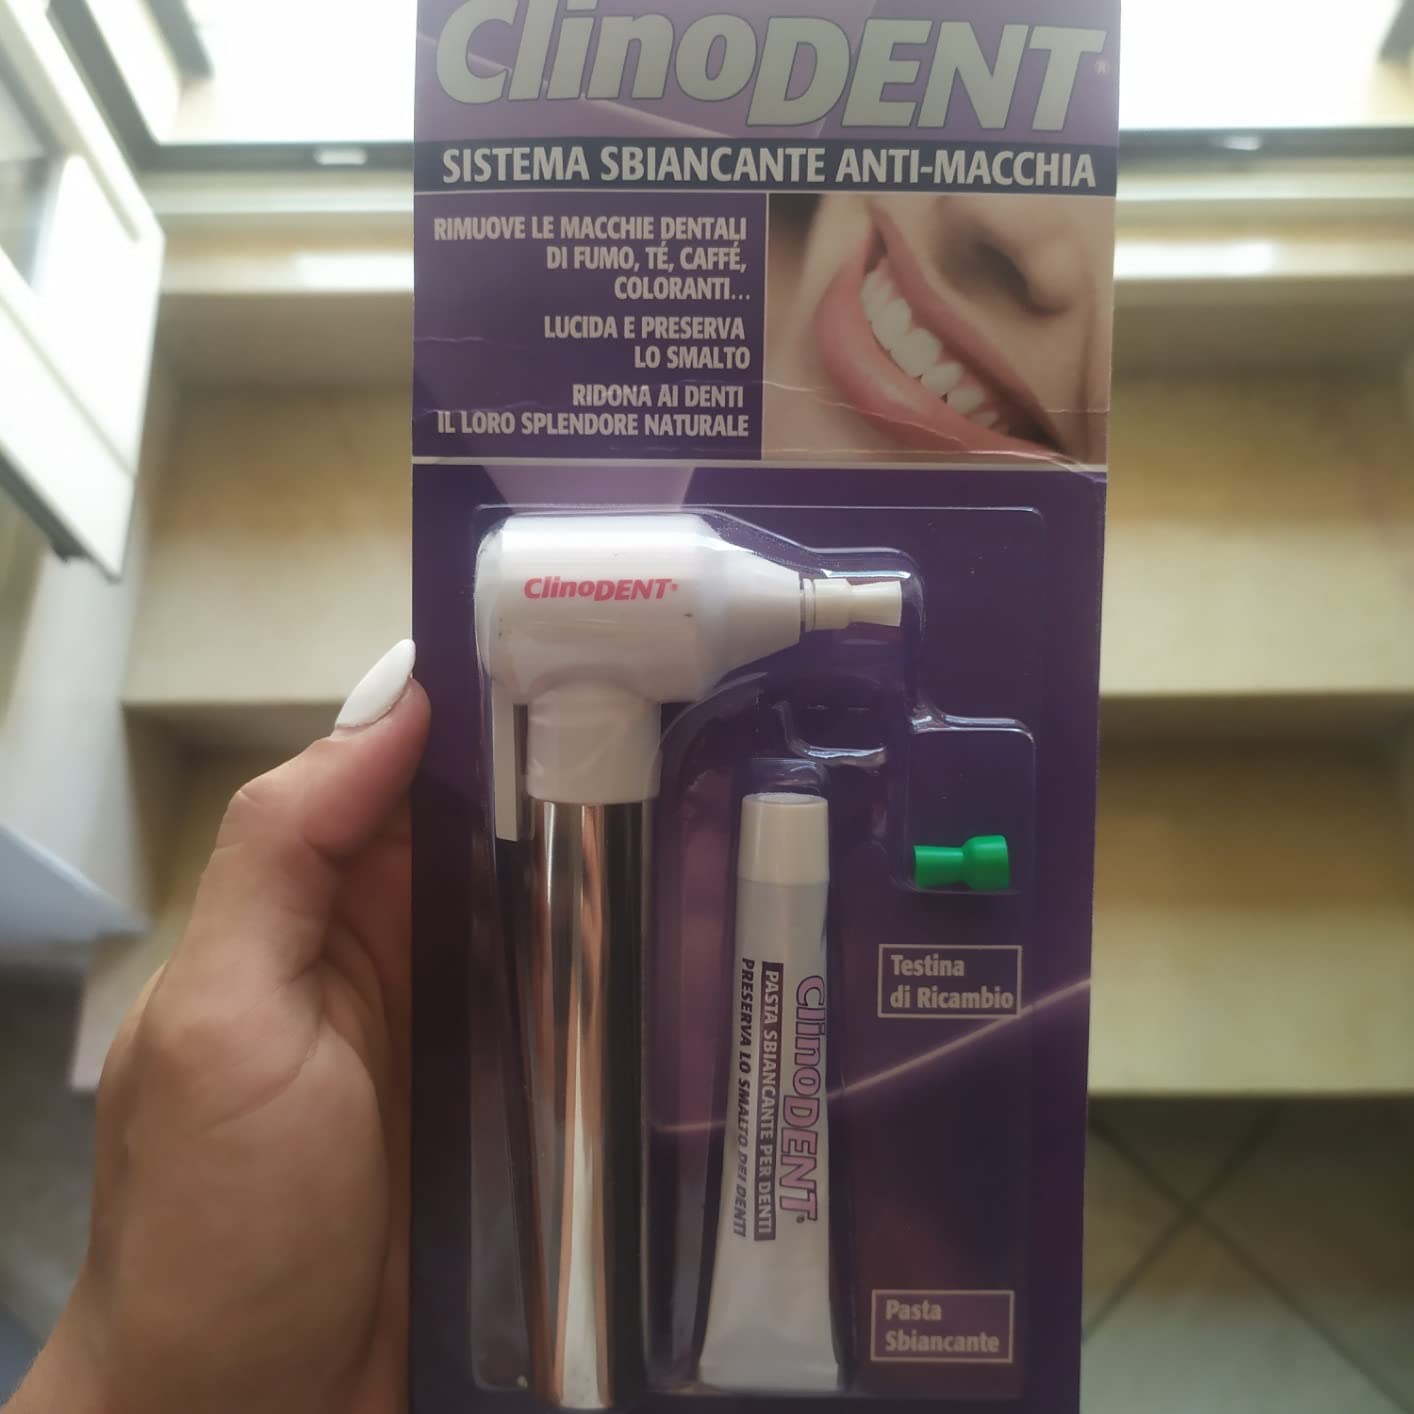 ClinoDENT®
SISTEMA SBIANCANTE ANTI-MACCHIA
RIMUOVE LE MACCHIE DENTALI
DI FUMO, TÉ, CAFFÉ,
COLORANTI...
LUCIDA E PRESERVA
LO SMALTO
RIDONA AI DENTI
IL LORO SPLENDORE NATURALE
ClinoDENT®
ClinoDENT®
PASTA SBIANCANTE PER DENTI
PRESERVA LO SMALTO DEI DENTI
Testina
di Ricambio
Pasta
Sbiancante